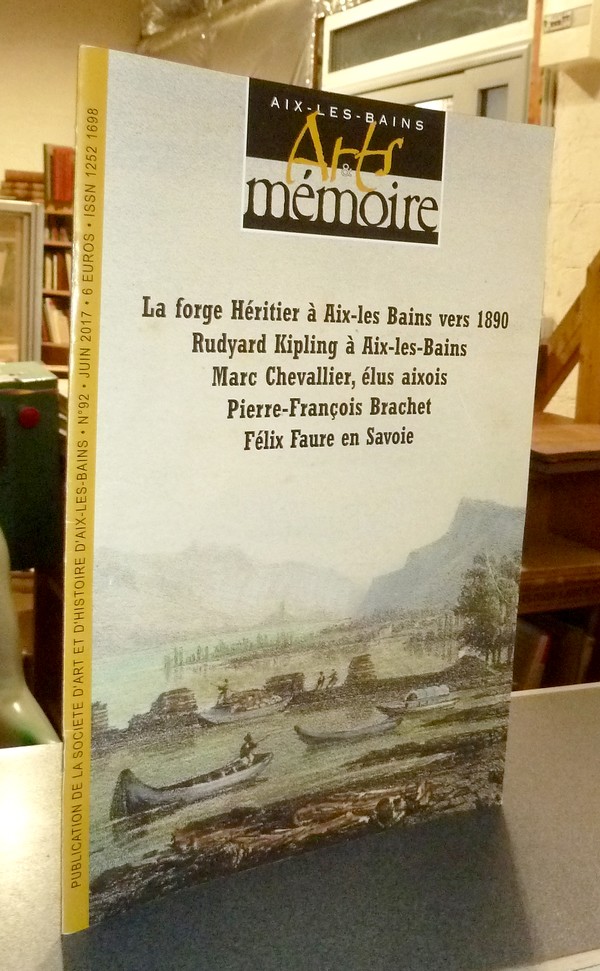 AIX-LES-BAINS
Arts
&
mémoire
La forge Héritier à Aix-les Bains vers 1890
Rudyard Kipling à Aix-les-Bains
Marc Chevallier, élus aixois
Pierre-François Brachet
Félix Faure en Savoie
PUBLICATION DE LA SOCIETE D'ART ET D'HISTOIRE D'AIX-LES-BAINS • N°92 • JUIN 2017 • 6 EUROS • ISSN 1252 1698